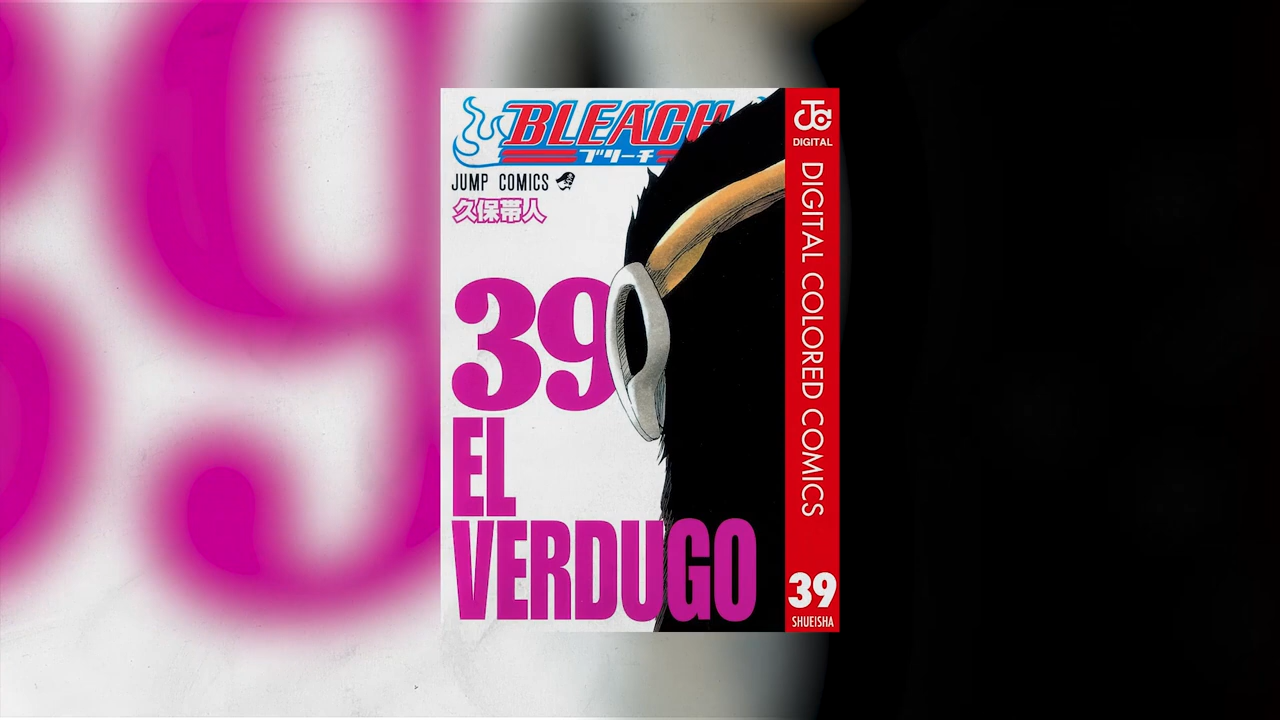 BLEACH
ブリーチ
JUMP COMICS
久保帯人
39
EL
VERDUGO
DIGITAL
DIGITAL COLORED COMICS
39
SHUEISHA